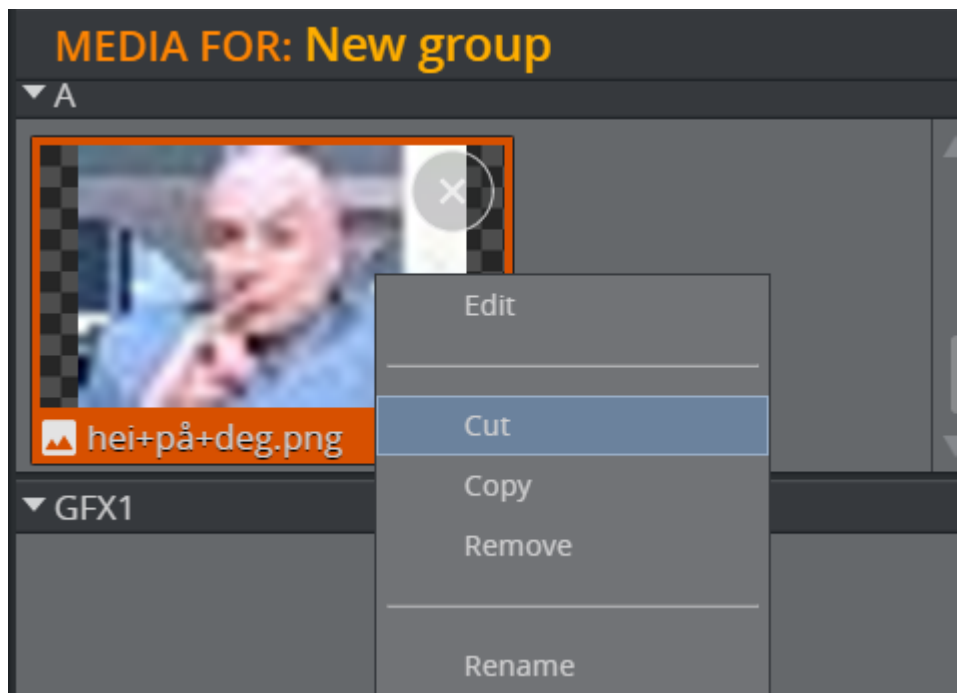 MEDIA FOR: New group
A
hei+på+deg.png
GFX1
Edit
Cut
Copy
Remove
Rename